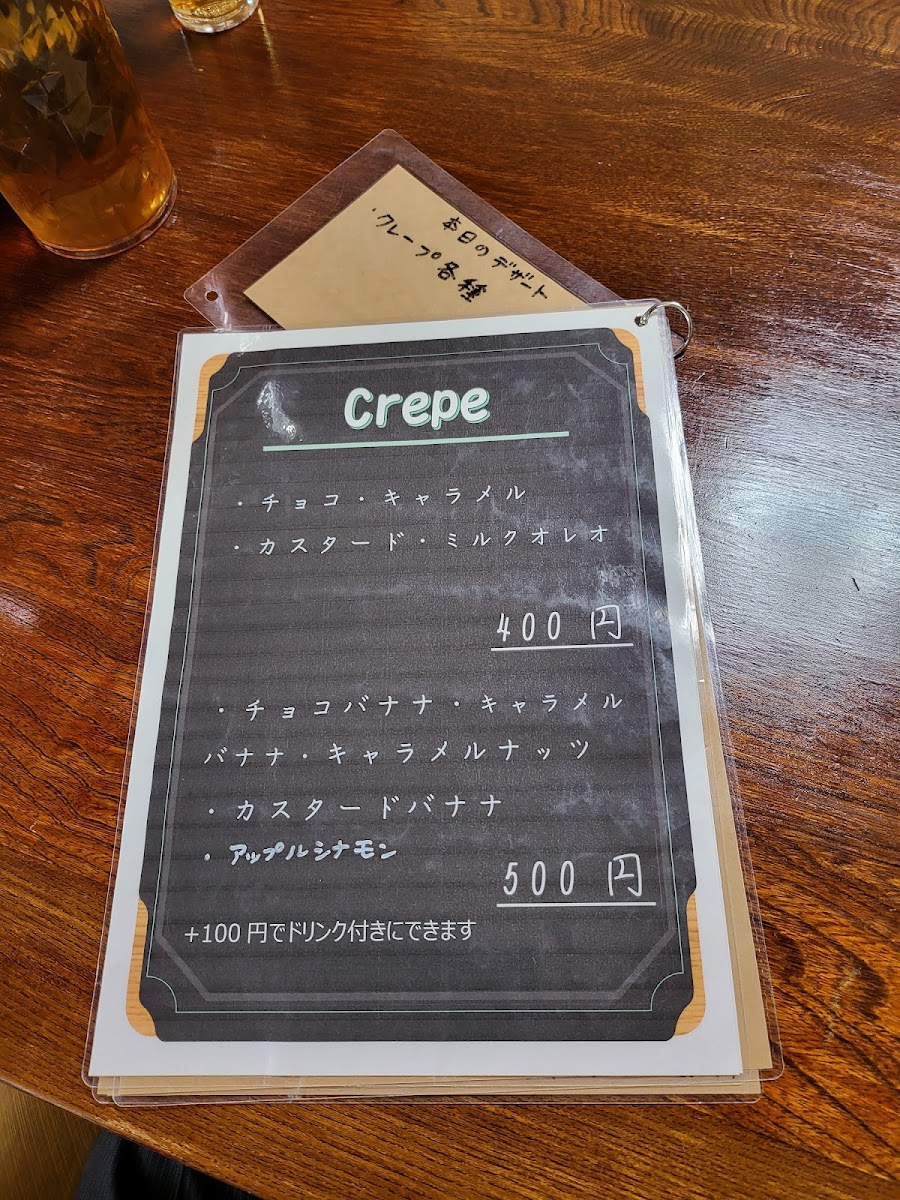 本日のデザート
・クレープ各種
Crepe
・チョコ・キャラメル
・カスタード・ミルクオレオ
400 円
・チョコバナナ・キャラメル
バナナ・キャラメルナッツ
・カスタードバナナ
・アップルシナモン
500 円
+100 円でドリンク付きにできます